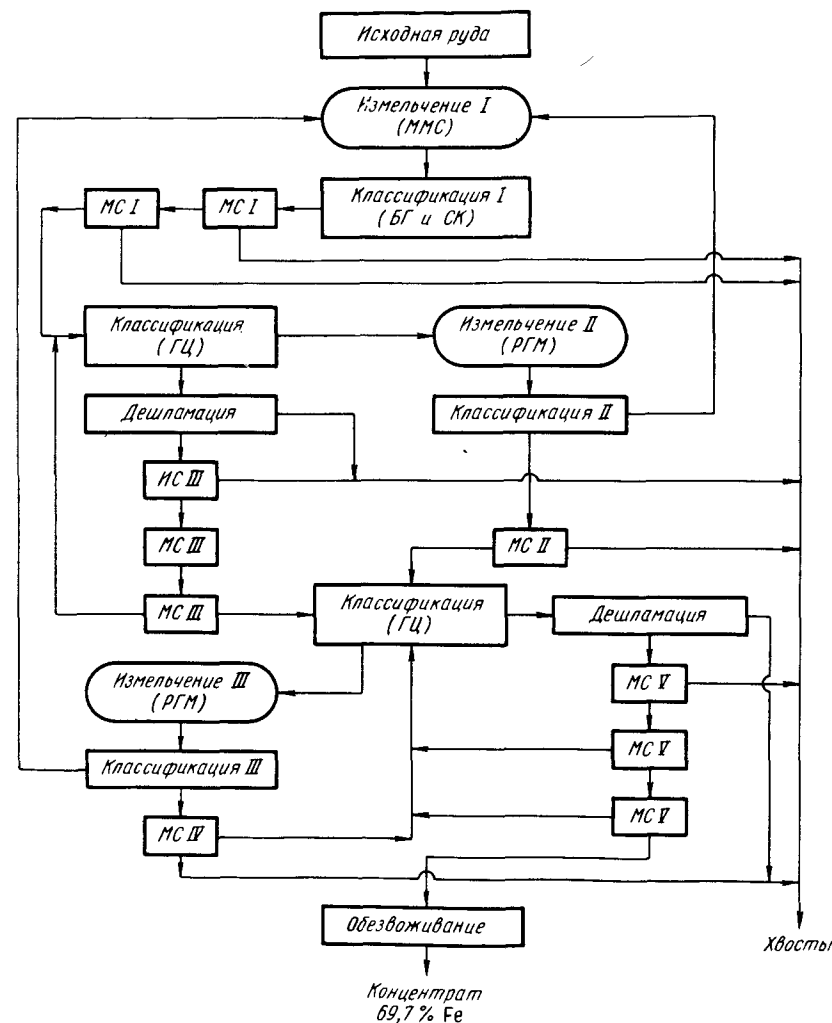 Исходная руда
Измельчение I
(ММС)
Классификация I
(БГ и СК)
МС I
МС I
Классификация
(ГЦ)
Измельчение II
(РГМ)
Дешламация
Классификация II
ИС III
МС III
МС II
МС III
Классификация
(ГЦ)
Дешламация
Измельчение III
(РГМ)
МС V
Классификация III
МС V
МС IV
МС V
Обезвоживание
Хвосты
Концентрат
69,7 % Fe